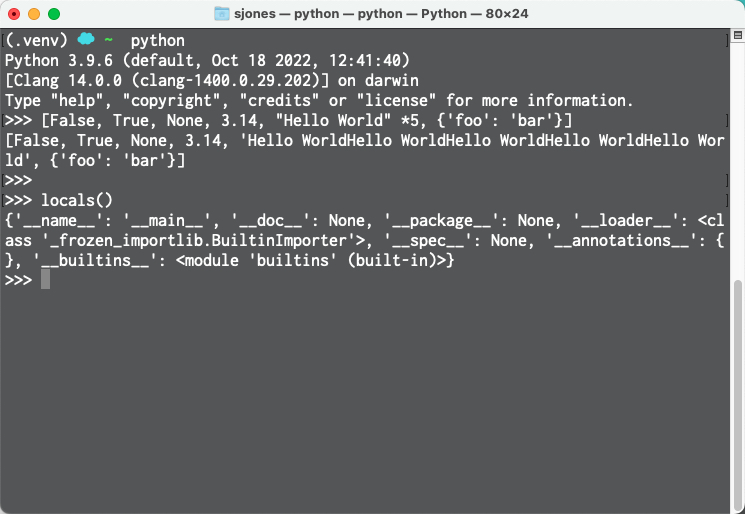 sjones — python — python — Python — 80×24
(.venv) ~ python
Python 3.9.6 (default, Oct 18 2022, 12:41:40)
[Clang 14.0.0 (clang-1400.0.29.202)] on darwin
Type "help", "copyright", "credits" or "license" for more information.
>>> [False, True, None, 3.14, "Hello World" *5, {'foo': 'bar'}]
[False, True, None, 3.14, 'Hello WorldHello WorldHello WorldHello WorldHello Wor
ld', {'foo': 'bar'}]
>>>
>>> locals()
{'__name__': '__main__', '__doc__': None, '__package__': None, '__loader__': <cl
ass '_frozen_importlib.BuiltinImporter'>, '__spec__': None, '__annotations__': {
}, '__builtins__': <module 'builtins' (built-in)>}
>>>